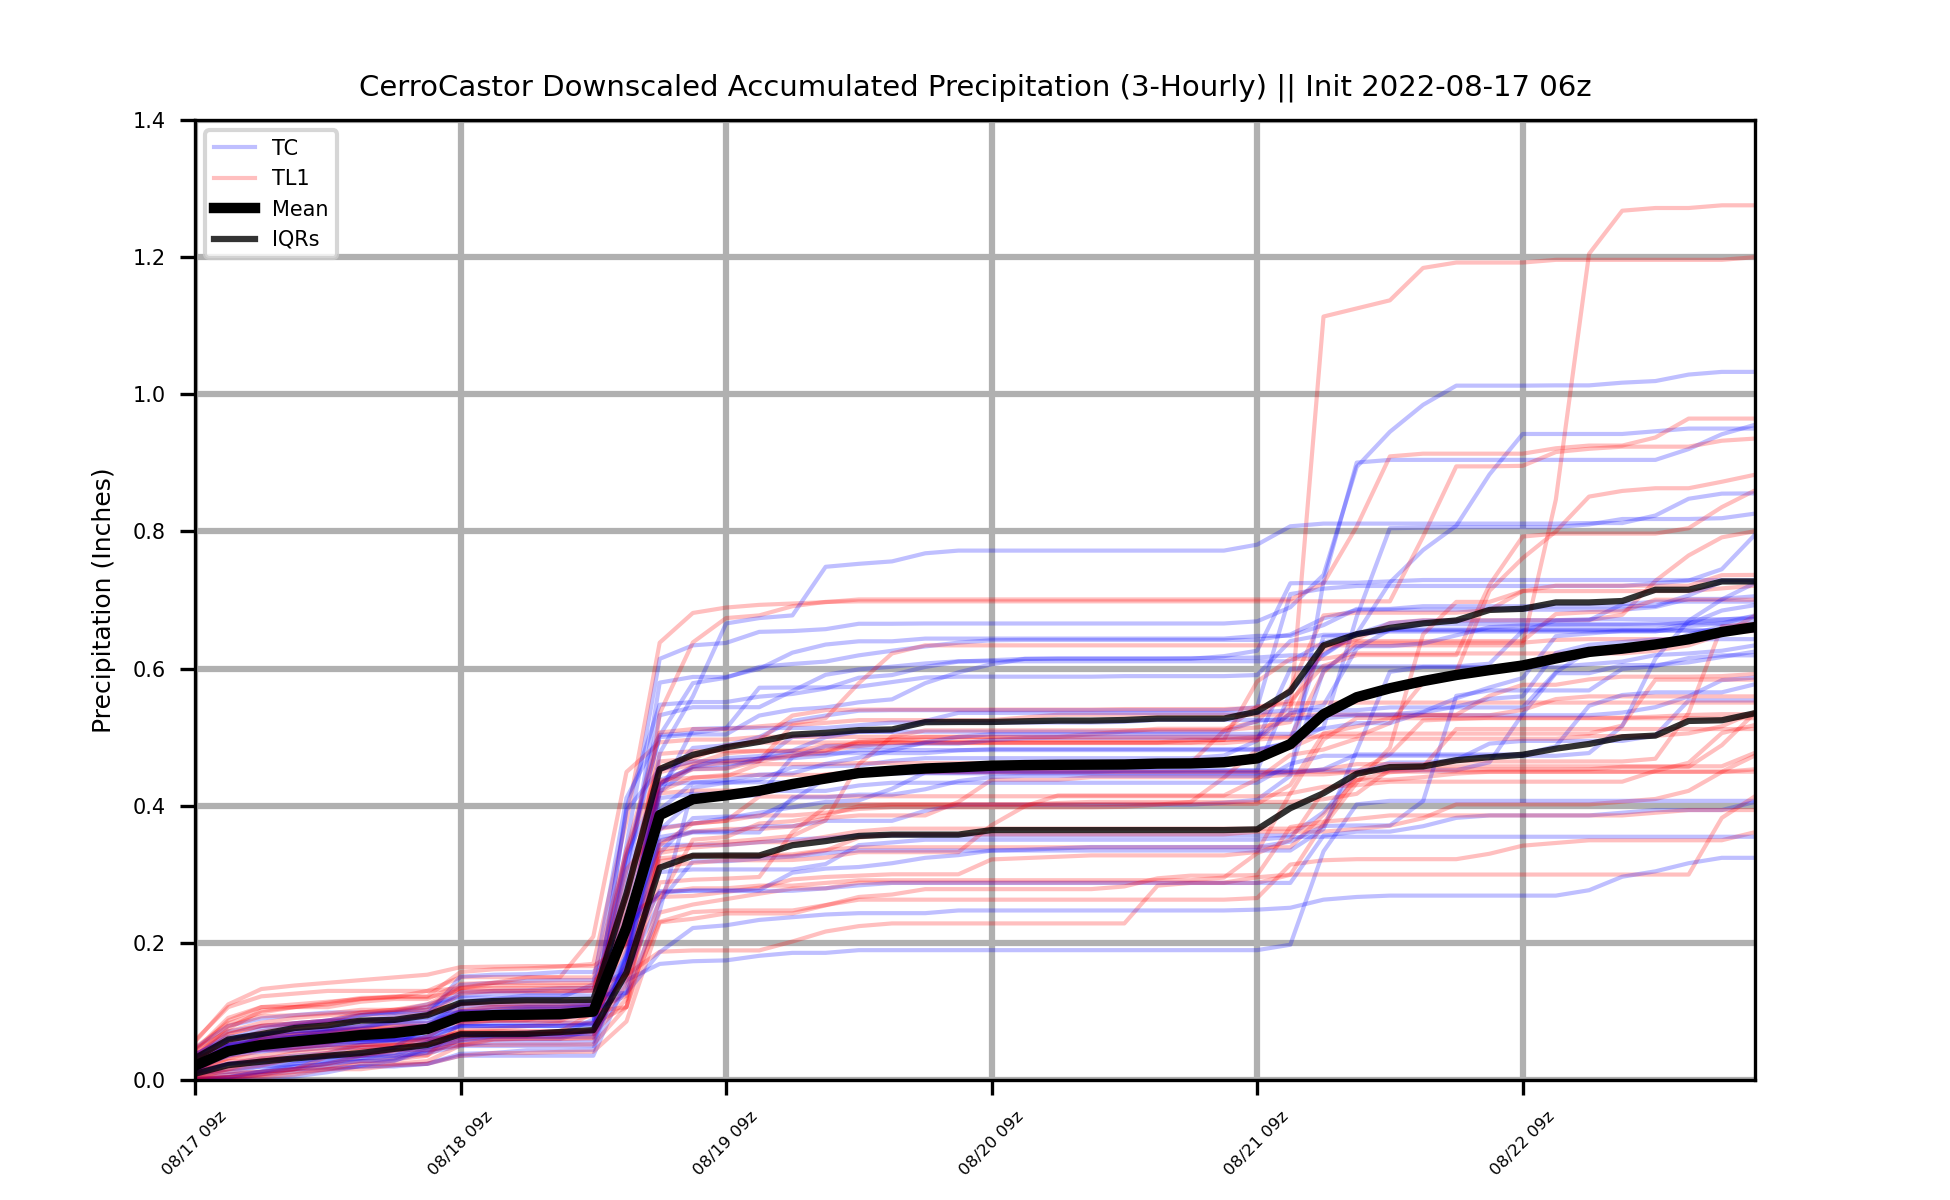 CerroCastor Downscaled Accumulated Precipitation (3-Hourly) || Init 2022-08-17 06z
TC
TL1
Mean
IQRs
Precipitation (Inches)
1.4
1.2
1.0
0.8
0.6
0.4
0.2
0.0
08/17 09z
08/18 09z
08/19 09z
08/20 09z
08/21 09z
08/22 09z